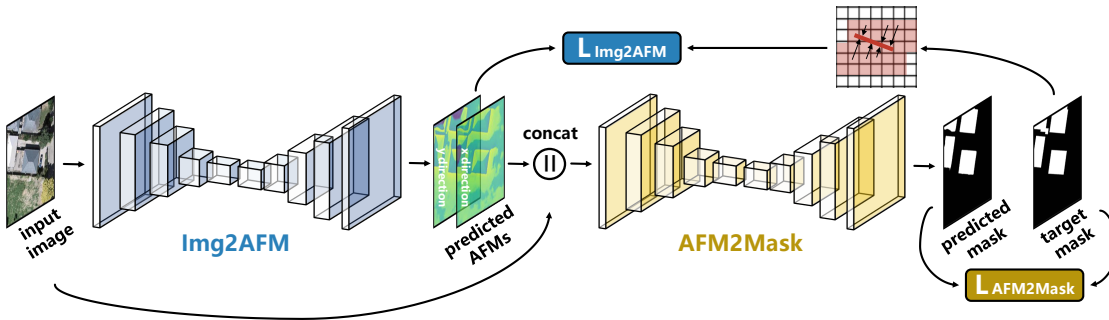 L Img2AFM
concat
||
y direction
x direction
input
image
Img2AFM
predicted
AFMs
AFM2Mask
predicted
mask
target
mask
L AFM2Mask